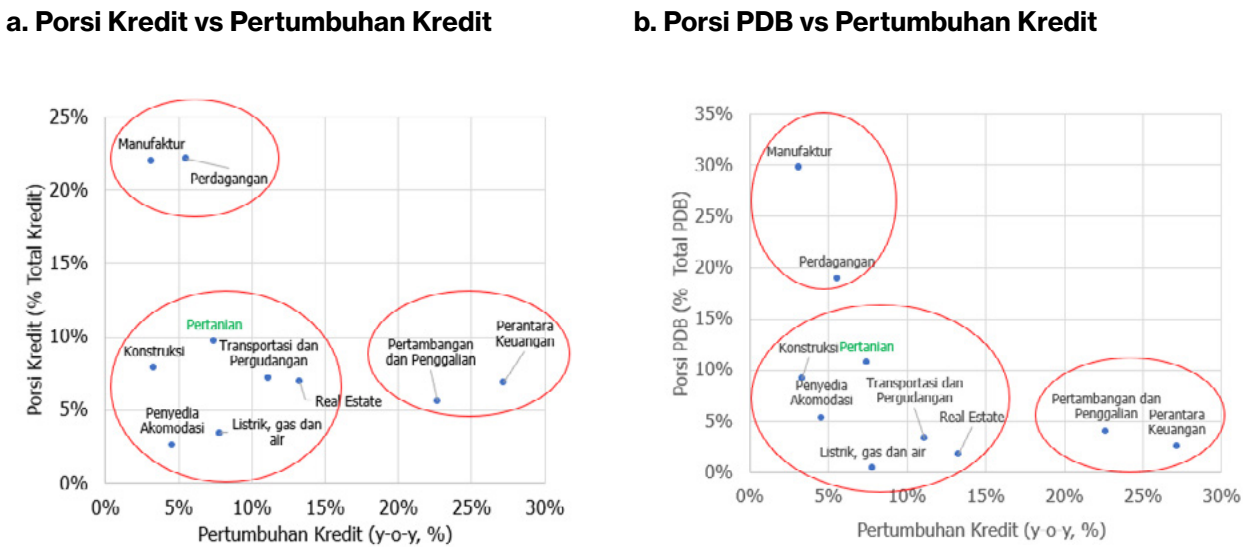 a. Porsi Kredit vs Pertumbuhan Kredit
25%
20%
15%
10%
5%
0%
Porsi Kredit (% Total Kredit)
Manufaktur
Perdagangan
Pertanian
Konstruksi
Transportasi dan
Pergudangan
Pertambangan
dan Penggalian
Perantara
Keuangan
Real Estate
Penyedia
Akomodasi
Listrik, gas dan
air
0%
5%
10%
15%
20%
25%
30%
Pertumbuhan Kredit (y-o-y, %)
b. Porsi PDB vs Pertumbuhan Kredit
35%
30%
25%
20%
15%
10%
5%
0%
Porsi PDB (% Total PDB)
Manufaktur
Perdagangan
Konstruksi
Pertanian
Penyedia
Akomodasi
Transportasi dan
Pergudangan
Real Estate
Listrik, gas dan air
Pertambangan dan
Penggalian
Perantara
Keuangan
0%
5%
10%
15%
20%
25%
30%
Pertumbuhan Kredit (y-o-y, %)